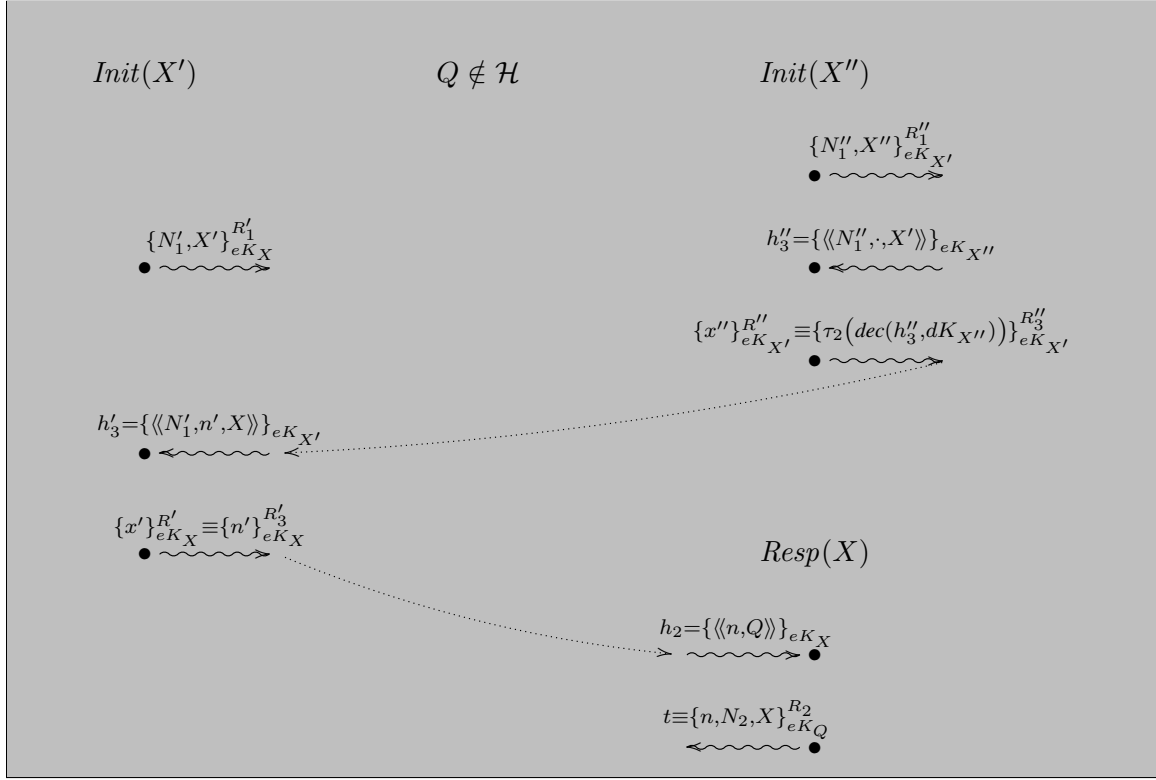 Init(X′) Q ∉ ℋ Init(X″)
{N″₁,X″}^{R″₁}_{eK_{X′}}
{N′₁,X′}^{R′₁}_{eK_X}
h″₃={⟪N″₁,·,X′⟫}_{eK_{X″}}
{x″}^{R″}_{eK_{X′}}≡{τ₂(dec(h″₃,dK_{X″}))}^{R″₃}_{eK_{X′}}
h′₃={⟪N′₁,n′,X⟫}_{eK_{X′}}
{x′}^{R′}_{eK_X}≡{n′}^{R′₃}_{eK_X}
Resp(X)
h₂={⟪n,Q⟫}_{eK_X}
t≡{n,N₂,X}^{R₂}_{eK_Q}